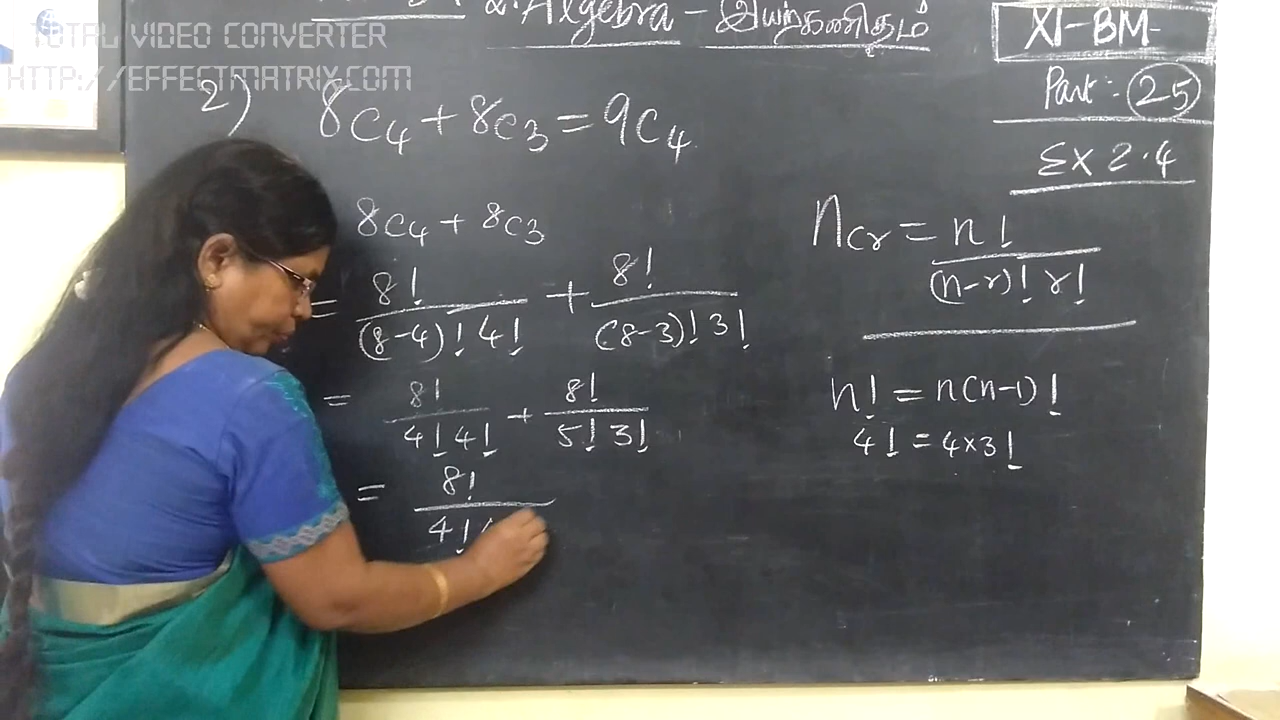 TOTAL VIDEO CONVERTER
HTTP://EFFECTMATRIX.COM
2. Algebra - இயற்கணிதம்
XI-BM-
Part: 25
EX 2.4
2) 8C4 + 8C3 = 9C4
8C4 + 8C3
= 8! / (8-4)! 4! + 8! / (8-3)! 3!
= 8! / 4! 4! + 8! / 5! 3!
= 8! / 4!
nCr = n! / (n-r)! r!
n! = n(n-1)!
4! = 4×3!